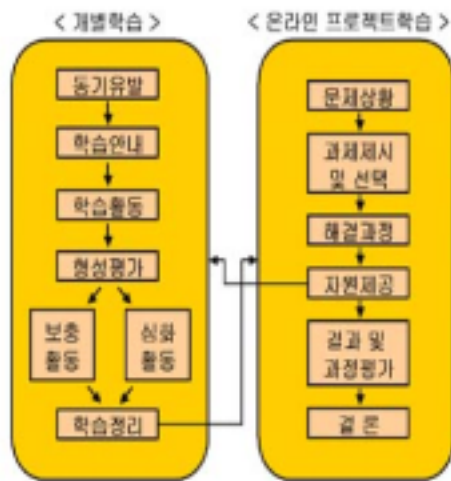 < 개별학습 >
동기유발
학습안내
학습활동
형성평가
보충
활동
심화
활동
학습정리
< 온라인 프로젝트학습 >
문제상황
과제제시
및 선택
해결과정
자원제공
결과 및
과정평가
결 론